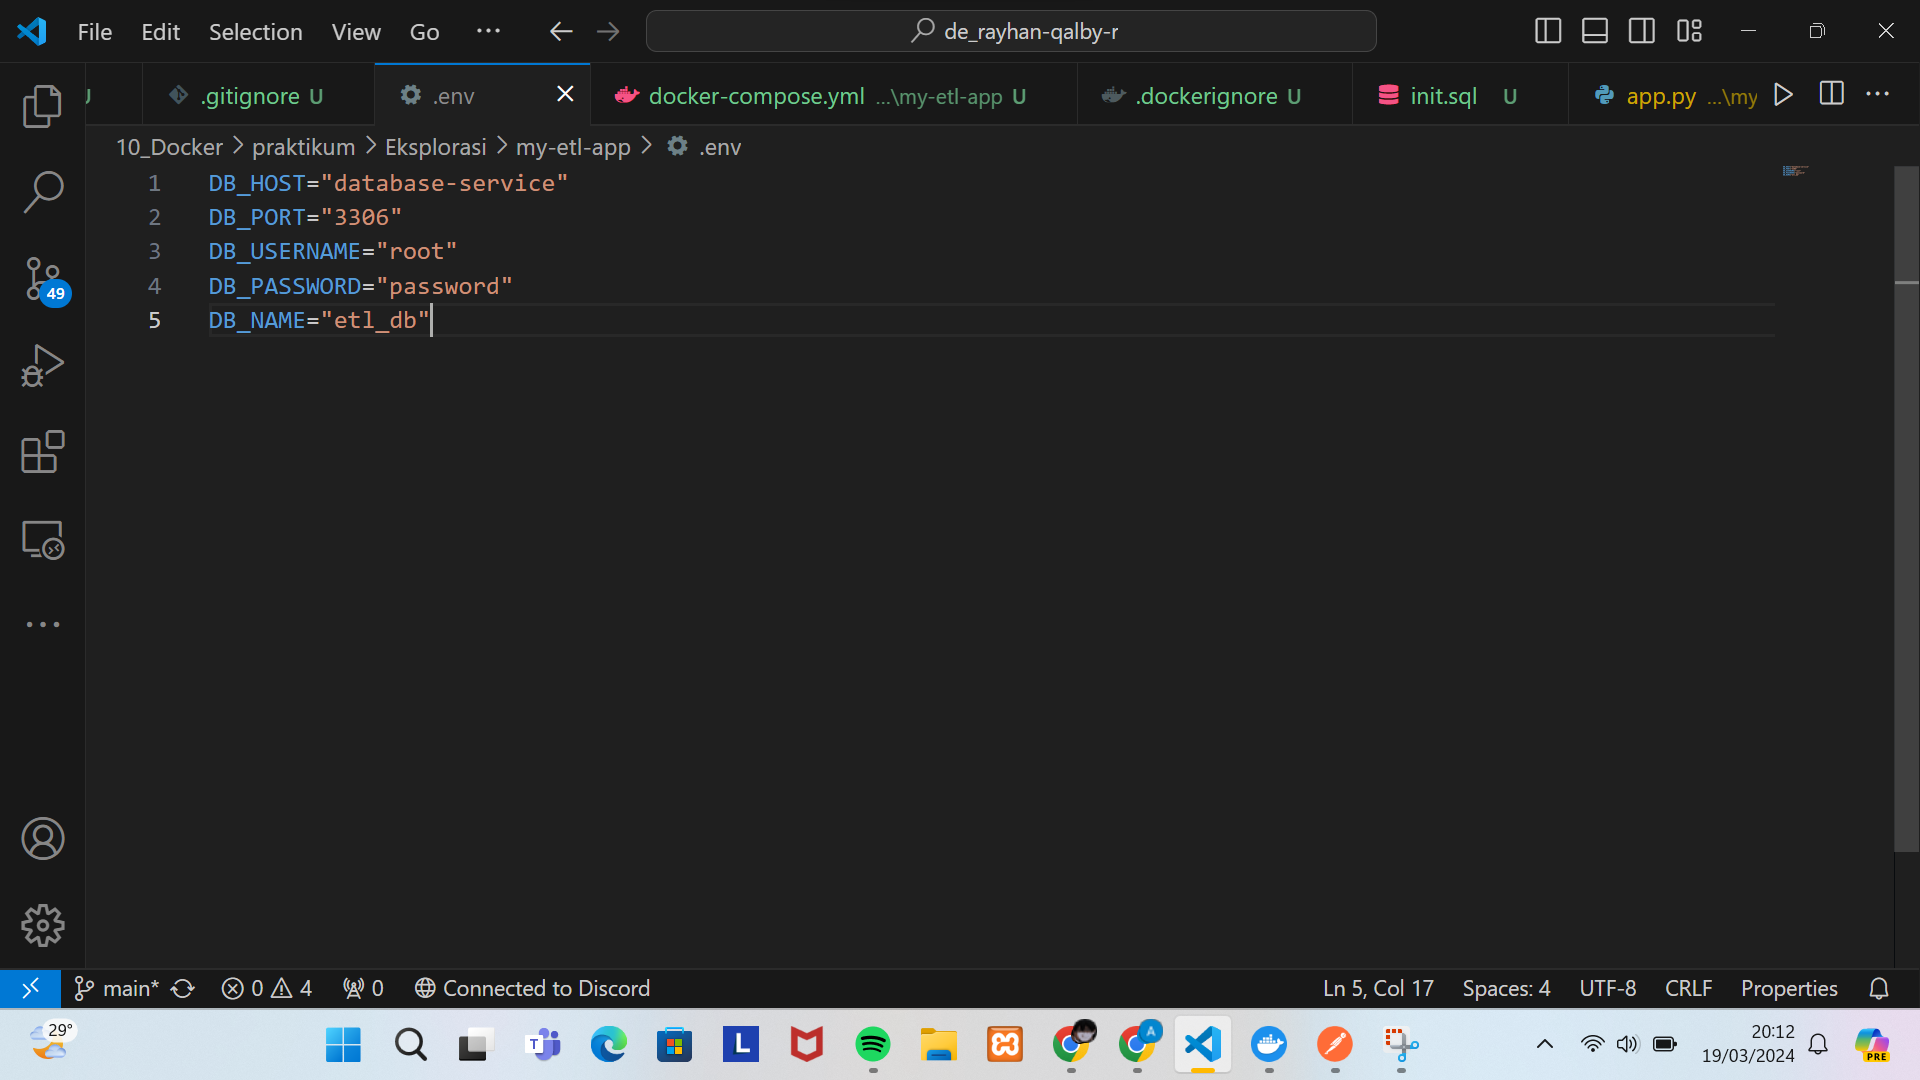 File Edit Selection View Go ··· de_rayhan-qalby-r
.gitignore U .env docker-compose.yml ...\my-etl-app U .dockerignore U init.sql U app.py ...\my
10_Docker > praktikum > Eksplorasi > my-etl-app > .env
1 DB_HOST="database-service"
2 DB_PORT="3306"
3 DB_USERNAME="root"
4 DB_PASSWORD="password"
5 DB_NAME="etl_db"
49
main* 0 4 0 Connected to Discord Ln 5, Col 17 Spaces: 4 UTF-8 CRLF Properties
29° T L A 20:12
19/03/2024
PRE